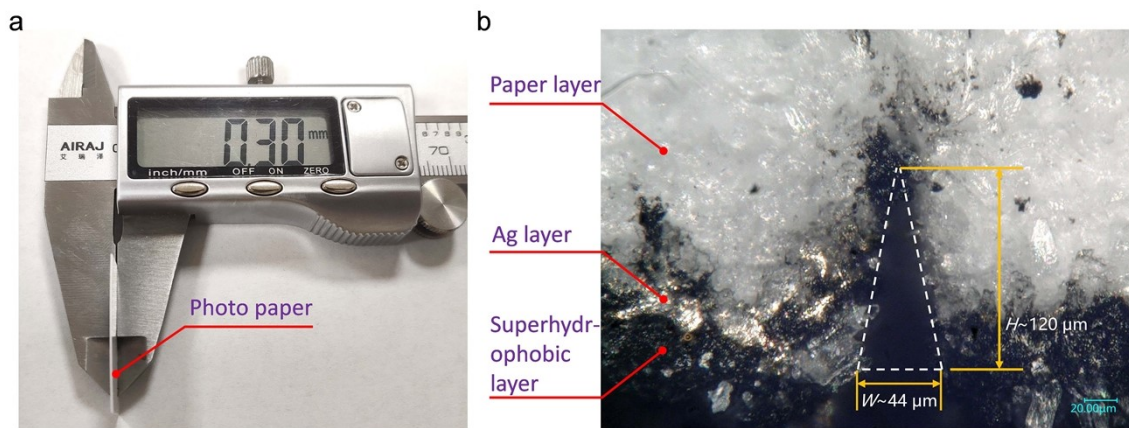 a
AIRAJ
艾瑞泽
0.30 mm
inch/mm OFF ON ZERO
70
Photo paper
b
Paper layer
Ag layer
Superhydr-
ophobic
layer
H~120 μm
W~44 μm
20.00μm